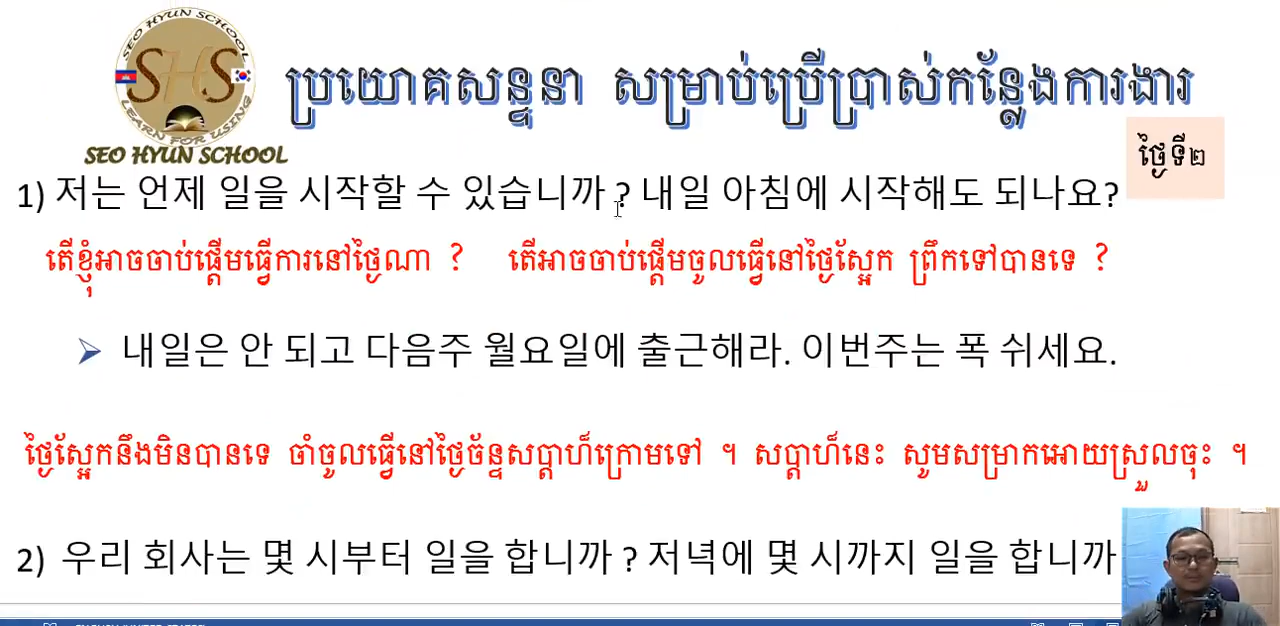 SEO HYUN SCHOOL
SHS
LEARN FOR USING
SEO HYUN SCHOOL
ប្រយោគសន្ទនា សម្រាប់ប្រើប្រាស់កន្លែងការងារ
ថ្ងៃទី២
1) 저는 언제 일을 시작할 수 있습니까 ? 내일 아침에 시작해도 되나요?
តើខ្ញុំអាចចាប់ផ្តើមធ្វើការនៅថ្ងៃណា ? តើអាចចាប់ផ្តើមចូលធ្វើនៅថ្ងៃស្អែក ព្រឹកទៅបានទេ ?
➢ 내일은 안 되고 다음주 월요일에 출근해라. 이번주는 푹 쉬세요.
ថ្ងៃស្អែកនឹងមិនបានទេ ចាំចូលធ្វើនៅថ្ងៃច័ន្ទសប្តាហ៍ក្រោមទៅ ។ សប្តាហ៍នេះ សូមសម្រាកអោយស្រួលចុះ ។
2) 우리 회사는 몇 시부터 일을 합니까 ? 저녁에 몇 시까지 일을 합니까